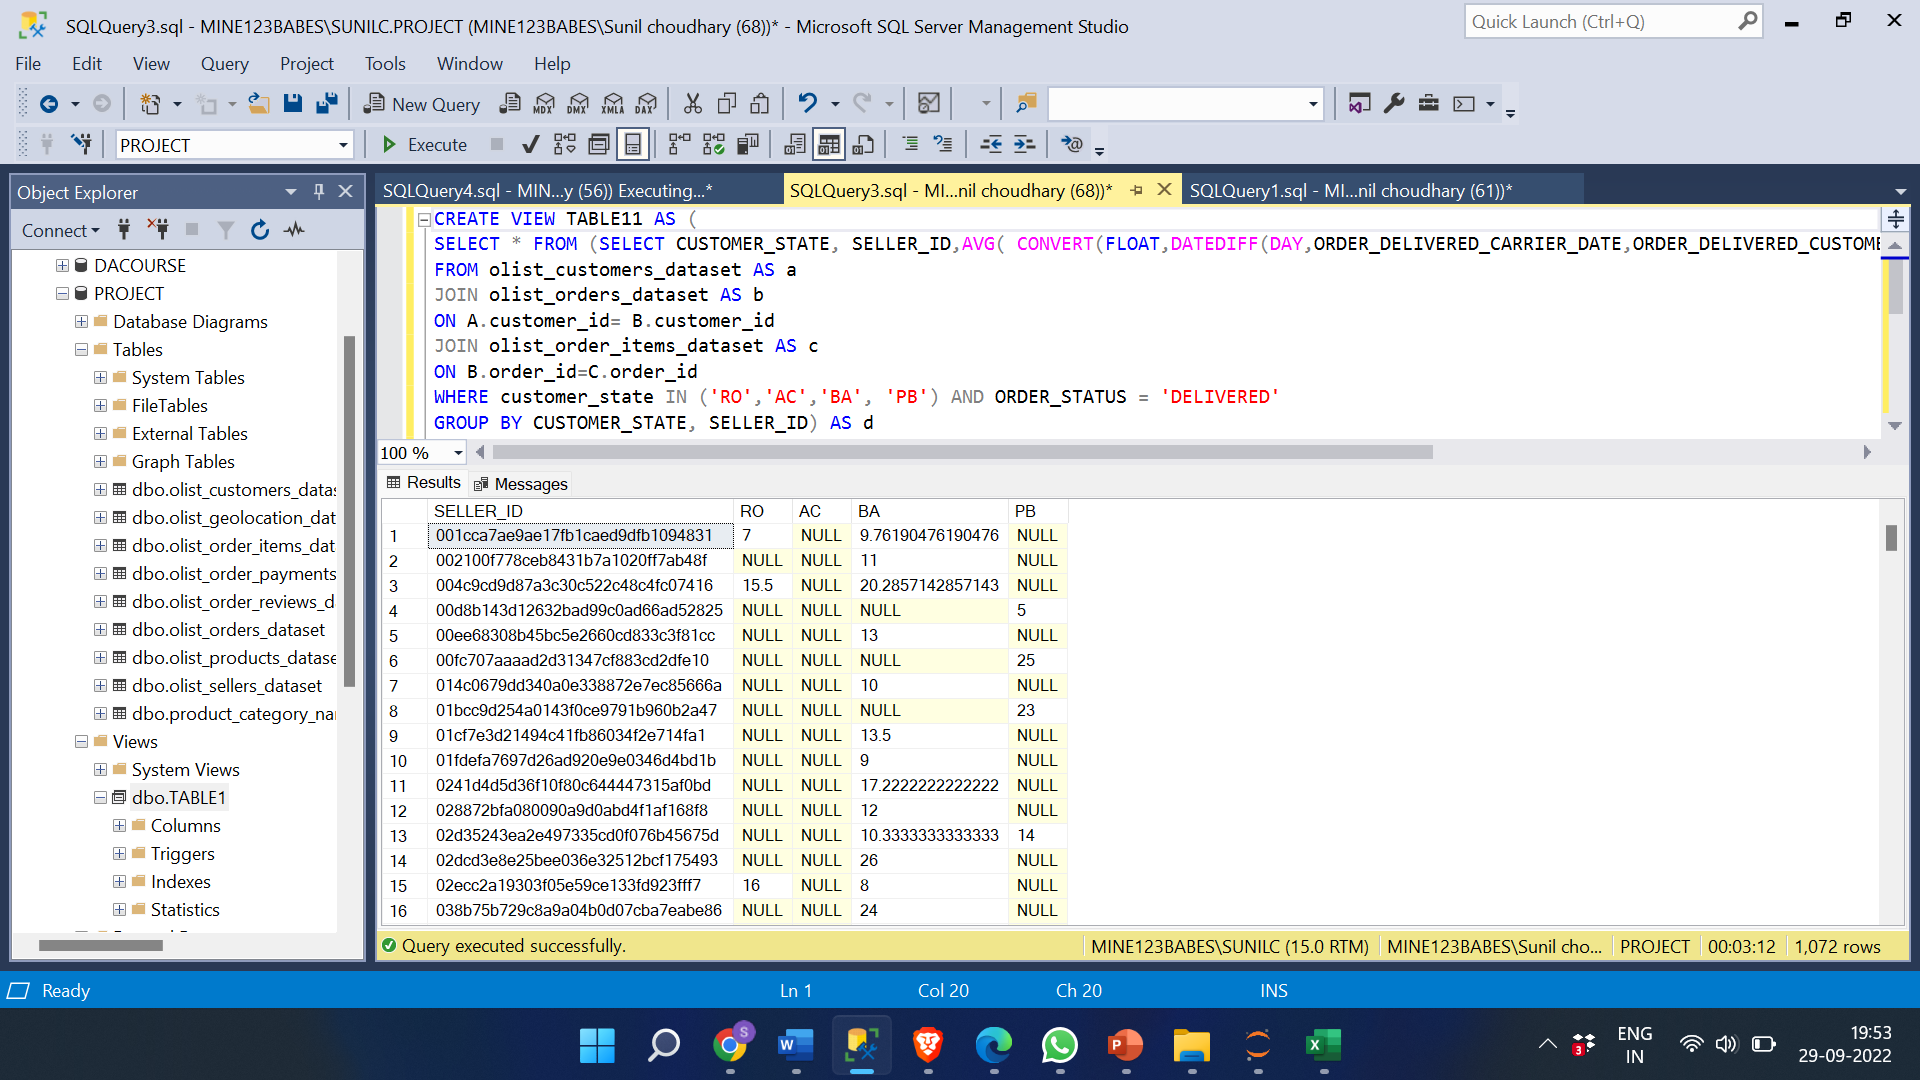 SQLQuery3.sql - MINE123BABES\SUNILC.PROJECT (MINE123BABES\Sunil choudhary (68))* - Microsoft SQL Server Management Studio
Quick Launch (Ctrl+Q)
File Edit View Query Project Tools Window Help
New Query MDX DMX XMLA DAX
PROJECT Execute
Object Explorer
Connect
DACOURSE
PROJECT
Database Diagrams
Tables
System Tables
FileTables
External Tables
Graph Tables
dbo.olist_customers_datas
dbo.olist_geolocation_dat
dbo.olist_order_items_dat
dbo.olist_order_payments
dbo.olist_order_reviews_d
dbo.olist_orders_dataset
dbo.olist_products_datase
dbo.olist_sellers_dataset
dbo.product_category_na
Views
System Views
dbo.TABLE1
Columns
Triggers
Indexes
Statistics
SQLQuery4.sql - MIN...y (56)) Executing...*
SQLQuery3.sql - MI...nil choudhary (68))*
SQLQuery1.sql - MI...nil choudhary (61))*
CREATE VIEW TABLE11 AS (
SELECT * FROM (SELECT CUSTOMER_STATE, SELLER_ID,AVG( CONVERT(FLOAT,DATEDIFF(DAY,ORDER_DELIVERED_CARRIER_DATE,ORDER_DELIVERED_CUSTOME
FROM olist_customers_dataset AS a
JOIN olist_orders_dataset AS b
ON A.customer_id= B.customer_id
JOIN olist_order_items_dataset AS c
ON B.order_id=C.order_id
WHERE customer_state IN ('RO','AC','BA', 'PB') AND ORDER_STATUS = 'DELIVERED'
GROUP BY CUSTOMER_STATE, SELLER_ID) AS d
100 %
Results Messages
SELLER_ID RO AC BA PB
1 001cca7ae9ae17fb1caed9dfb1094831 7 NULL 9.76190476190476 NULL
2 002100f778ceb8431b7a1020ff7ab48f NULL NULL 11 NULL
3 004c9cd9d87a3c30c522c48c4fc07416 15.5 NULL 20.2857142857143 NULL
4 00d8b143d12632bad99c0ad66ad52825 NULL NULL NULL 5
5 00ee68308b45bc5e2660cd833c3f81cc NULL NULL 13 NULL
6 00fc707aaaad2d31347cf883cd2dfe10 NULL NULL NULL 25
7 014c0679dd340a0e338872e7ec85666a NULL NULL 10 NULL
8 01bcc9d254a0143f0ce9791b960b2a47 NULL NULL NULL 23
9 01cf7e3d21494c41fb86034f2e714fa1 NULL NULL 13.5 NULL
10 01fdefa7697d26ad920e9e0346d4bd1b NULL NULL 9 NULL
11 0241d4d5d36f10f80c644447315af0bd NULL NULL 17.2222222222222 NULL
12 028872bfa080090a9d0abd4f1af168f8 NULL NULL 12 NULL
13 02d35243ea2e497335cd0f076b45675d NULL NULL 10.3333333333333 14
14 02dcd3e8e25bee036e32512bcf175493 NULL NULL 26 NULL
15 02ecc2a19303f05e59ce133fd923fff7 16 NULL 8 NULL
16 038b75b729c8a9a04b0d07cba7eabe86 NULL NULL 24 NULL
Query executed successfully.
MINE123BABES\SUNILC (15.0 RTM) MINE123BABES\Sunil cho... PROJECT 00:03:12 1,072 rows
Ready Ln 1 Col 20 Ch 20 INS
S W P X 3
ENG
IN
19:53
29-09-2022